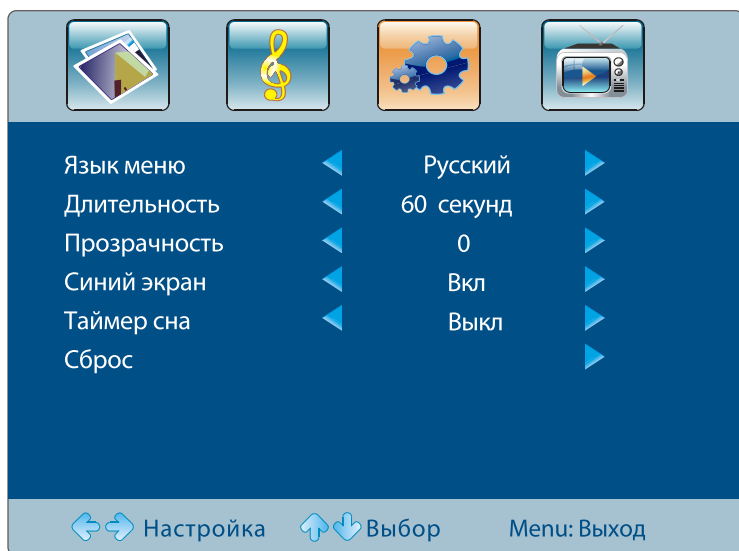 Язык меню Русский
Длительность 60 секунд
Прозрачность 0
Синий экран Вкл
Таймер сна Выкл
Сброс
Настройка Выбор Menu: Выход